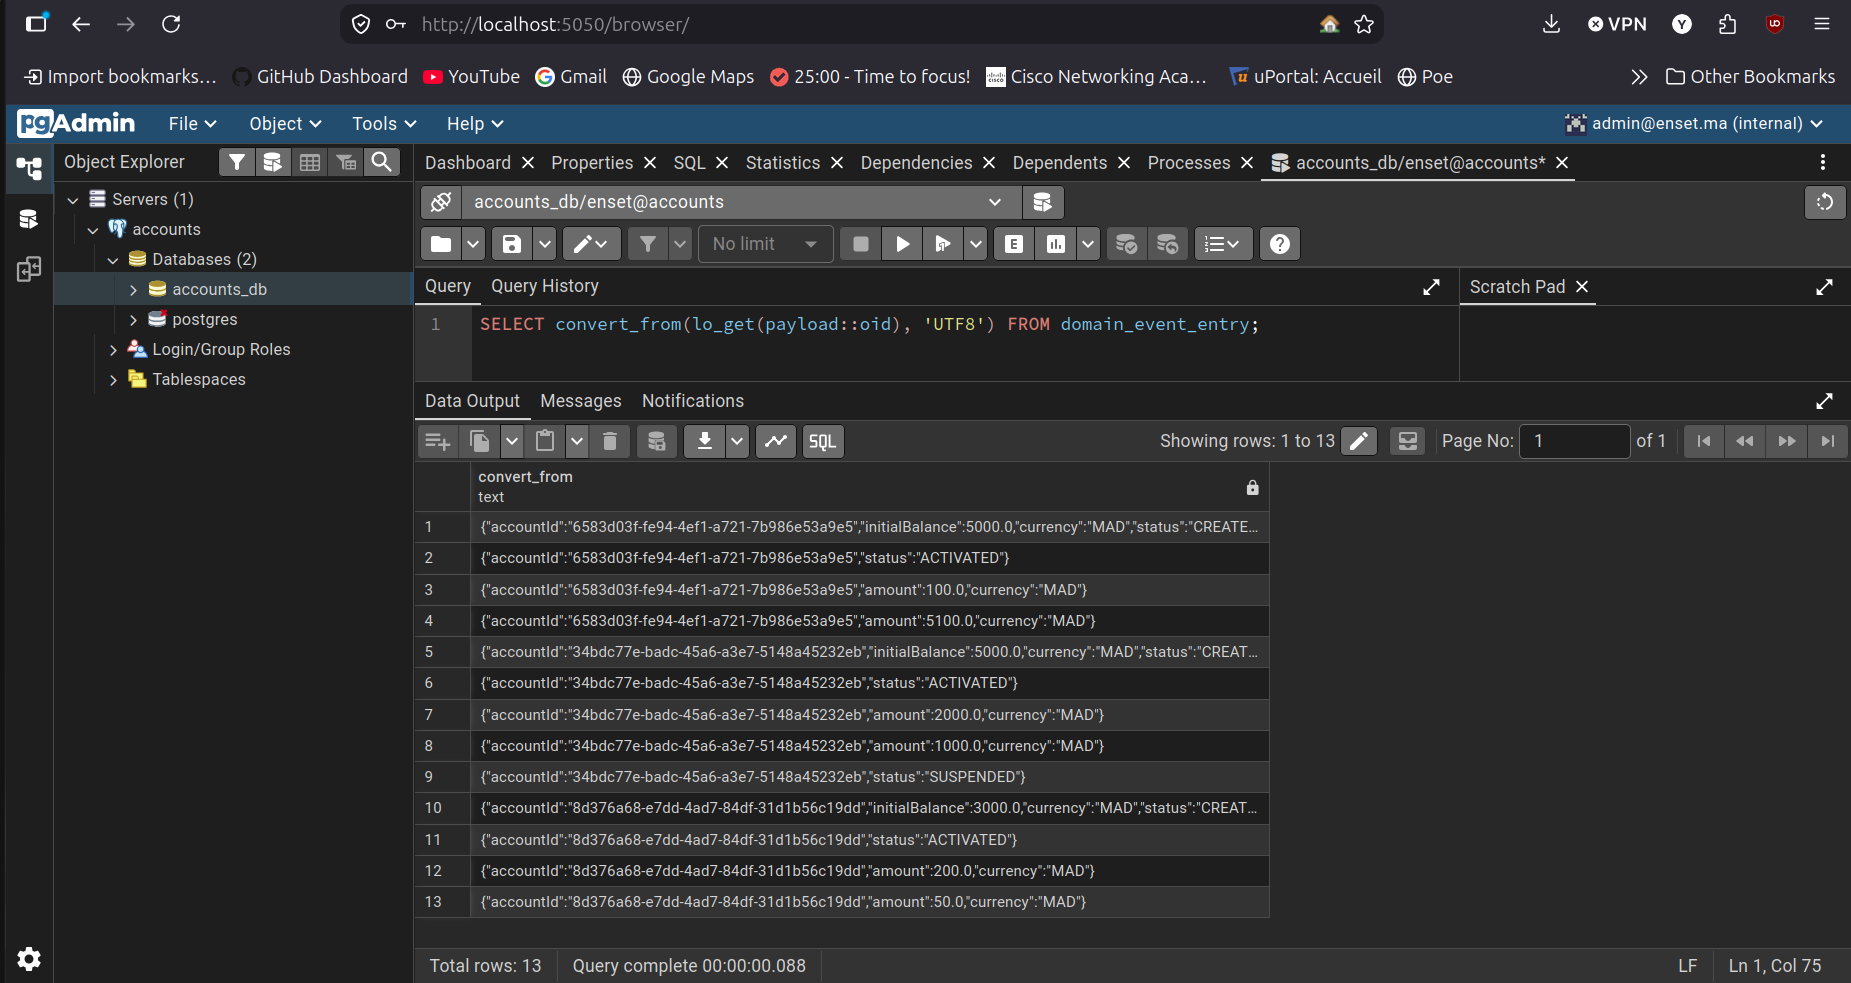 http://localhost:5050/browser/
VPN
Y
Import bookmarks… GitHub Dashboard YouTube Gmail Google Maps 25:00 - Time to focus! Cisco Networking Aca… uPortal: Accueil Poe Other Bookmarks
pgAdmin File Object Tools Help admin@enset.ma (internal)
Object Explorer
Dashboard Properties SQL Statistics Dependencies Dependents Processes accounts_db/enset@accounts*
Servers (1)
accounts
Databases (2)
accounts_db
postgres
Login/Group Roles
Tablespaces
accounts_db/enset@accounts
No limit
E
Query Query History
Scratch Pad
1 SELECT convert_from(lo_get(payload::oid), 'UTF8') FROM domain_event_entry;
Data Output Messages Notifications
SQL Showing rows: 1 to 13 Page No: 1 of 1
convert_from
text
1 {"accountId":"6583d03f-fe94-4ef1-a721-7b986e53a9e5","initialBalance":5000.0,"currency":"MAD","status":"CREATE…
2 {"accountId":"6583d03f-fe94-4ef1-a721-7b986e53a9e5","status":"ACTIVATED"}
3 {"accountId":"6583d03f-fe94-4ef1-a721-7b986e53a9e5","amount":100.0,"currency":"MAD"}
4 {"accountId":"6583d03f-fe94-4ef1-a721-7b986e53a9e5","amount":5100.0,"currency":"MAD"}
5 {"accountId":"34bdc77e-badc-45a6-a3e7-5148a45232eb","initialBalance":5000.0,"currency":"MAD","status":"CREAT…
6 {"accountId":"34bdc77e-badc-45a6-a3e7-5148a45232eb","status":"ACTIVATED"}
7 {"accountId":"34bdc77e-badc-45a6-a3e7-5148a45232eb","amount":2000.0,"currency":"MAD"}
8 {"accountId":"34bdc77e-badc-45a6-a3e7-5148a45232eb","amount":1000.0,"currency":"MAD"}
9 {"accountId":"34bdc77e-badc-45a6-a3e7-5148a45232eb","status":"SUSPENDED"}
10 {"accountId":"8d376a68-e7dd-4ad7-84df-31d1b56c19dd","initialBalance":3000.0,"currency":"MAD","status":"CREAT…
11 {"accountId":"8d376a68-e7dd-4ad7-84df-31d1b56c19dd","status":"ACTIVATED"}
12 {"accountId":"8d376a68-e7dd-4ad7-84df-31d1b56c19dd","amount":200.0,"currency":"MAD"}
13 {"accountId":"8d376a68-e7dd-4ad7-84df-31d1b56c19dd","amount":50.0,"currency":"MAD"}
Total rows: 13 Query complete 00:00:00.088 LF Ln 1, Col 75